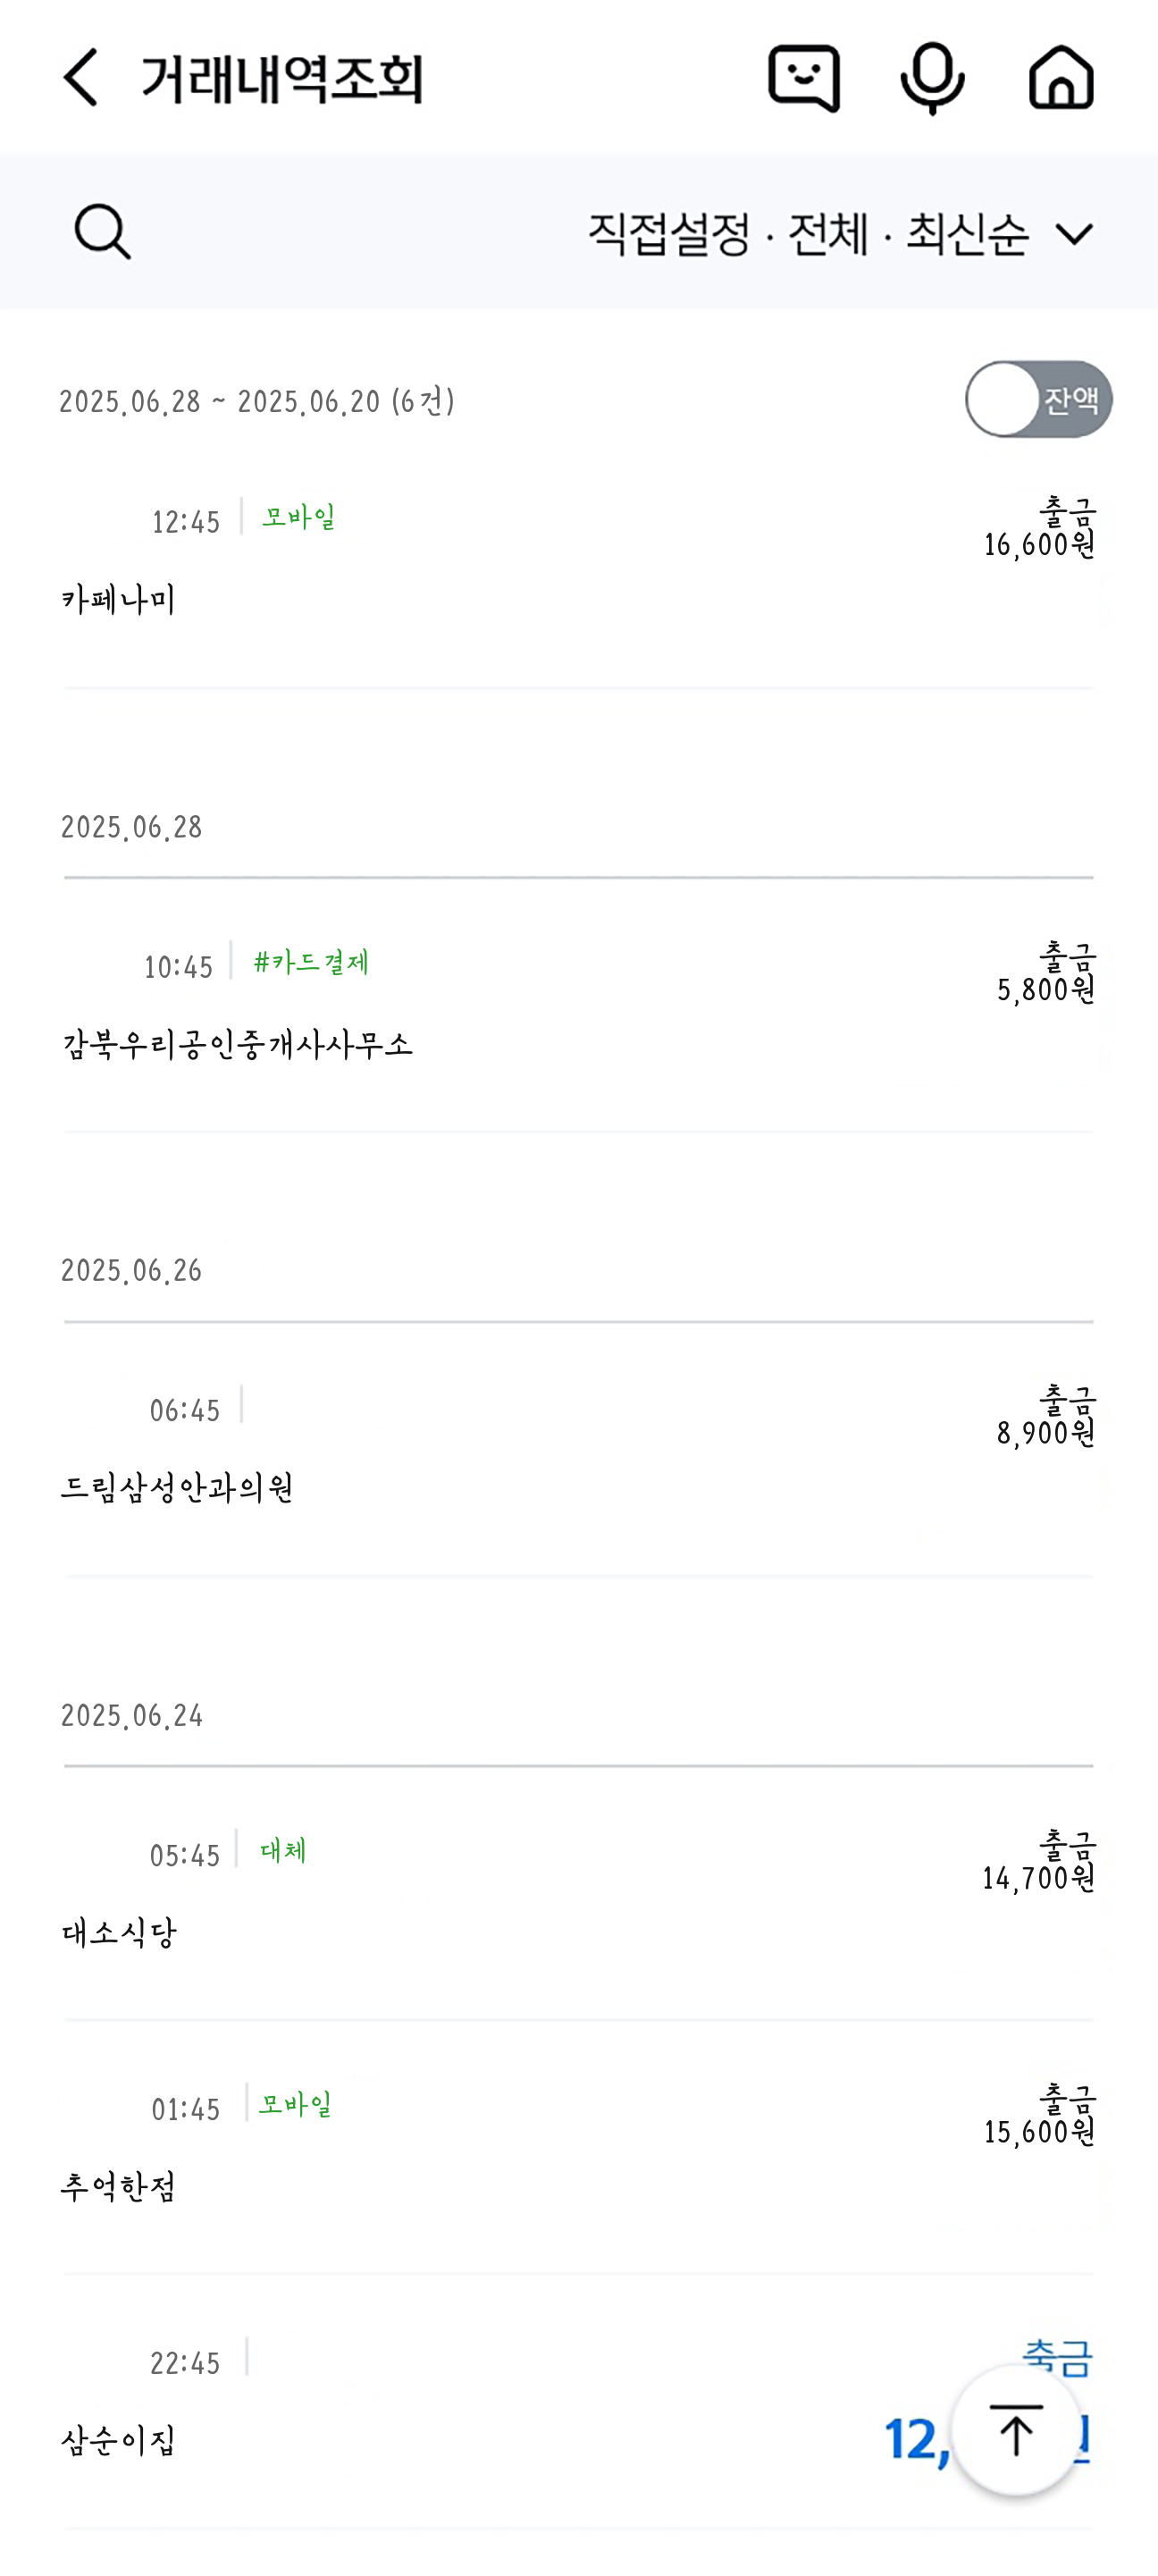 거래내역조회
직접설정 · 전체 · 최신순
2025.06.28 ~ 2025.06.20 (6건)
잔액
12:45 모바일
출금
16,600원
카페나미
2025.06.28
10:45 #카드결제
출금
5,800원
감북우리공인중개사사무소
2025.06.26
06:45
출금
8,900원
드림삼성안과의원
2025.06.24
05:45 대체
출금
14,700원
대소식당
01:45 모바일
출금
15,600원
추억한점
22:45
출금
12,
삼순이집